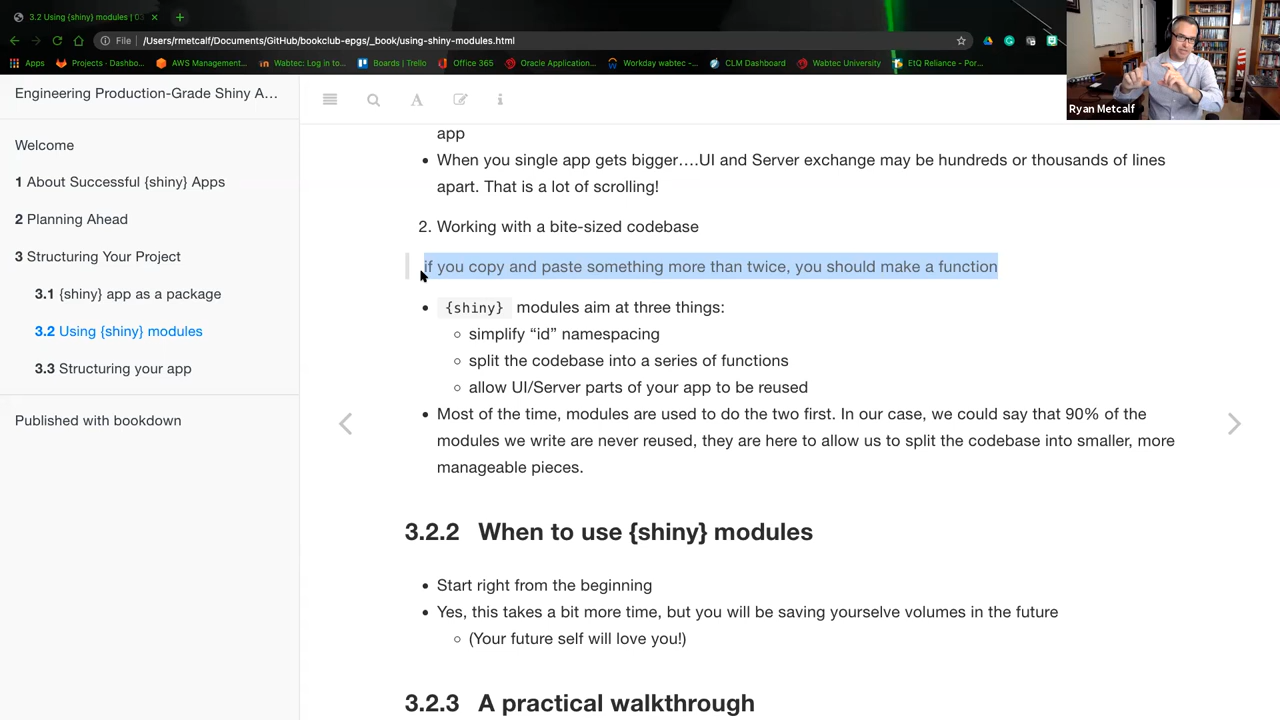 3.2 Using {shiny} modules | 03
File | /Users/rmetcalf/Documents/GitHub/bookclub-epgs/_book/using-shiny-modules.html
Apps Projects · Dashbo... AWS Management... Wabtec: Log in to... Boards | Trello Office 365 Oracle Application... Workday wabtec -... CLM Dashboard Wabtec University EtQ Reliance - Por...
Ryan Metcalf
Engineering Production-Grade Shiny A...
Welcome
1 About Successful {shiny} Apps
2 Planning Ahead
3 Structuring Your Project
3.1 {shiny} app as a package
3.2 Using {shiny} modules
3.3 Structuring your app
Published with bookdown
app
When you single app gets bigger....UI and Server exchange may be hundreds or thousands of lines
apart. That is a lot of scrolling!
2. Working with a bite-sized codebase
if you copy and paste something more than twice, you should make a function
{shiny} modules aim at three things:
simplify “id” namespacing
split the codebase into a series of functions
allow UI/Server parts of your app to be reused
Most of the time, modules are used to do the two first. In our case, we could say that 90% of the
modules we write are never reused, they are here to allow us to split the codebase into smaller, more
manageable pieces.
3.2.2 When to use {shiny} modules
Start right from the beginning
Yes, this takes a bit more time, but you will be saving yourselve volumes in the future
(Your future self will love you!)
3.2.3 A practical walkthrough